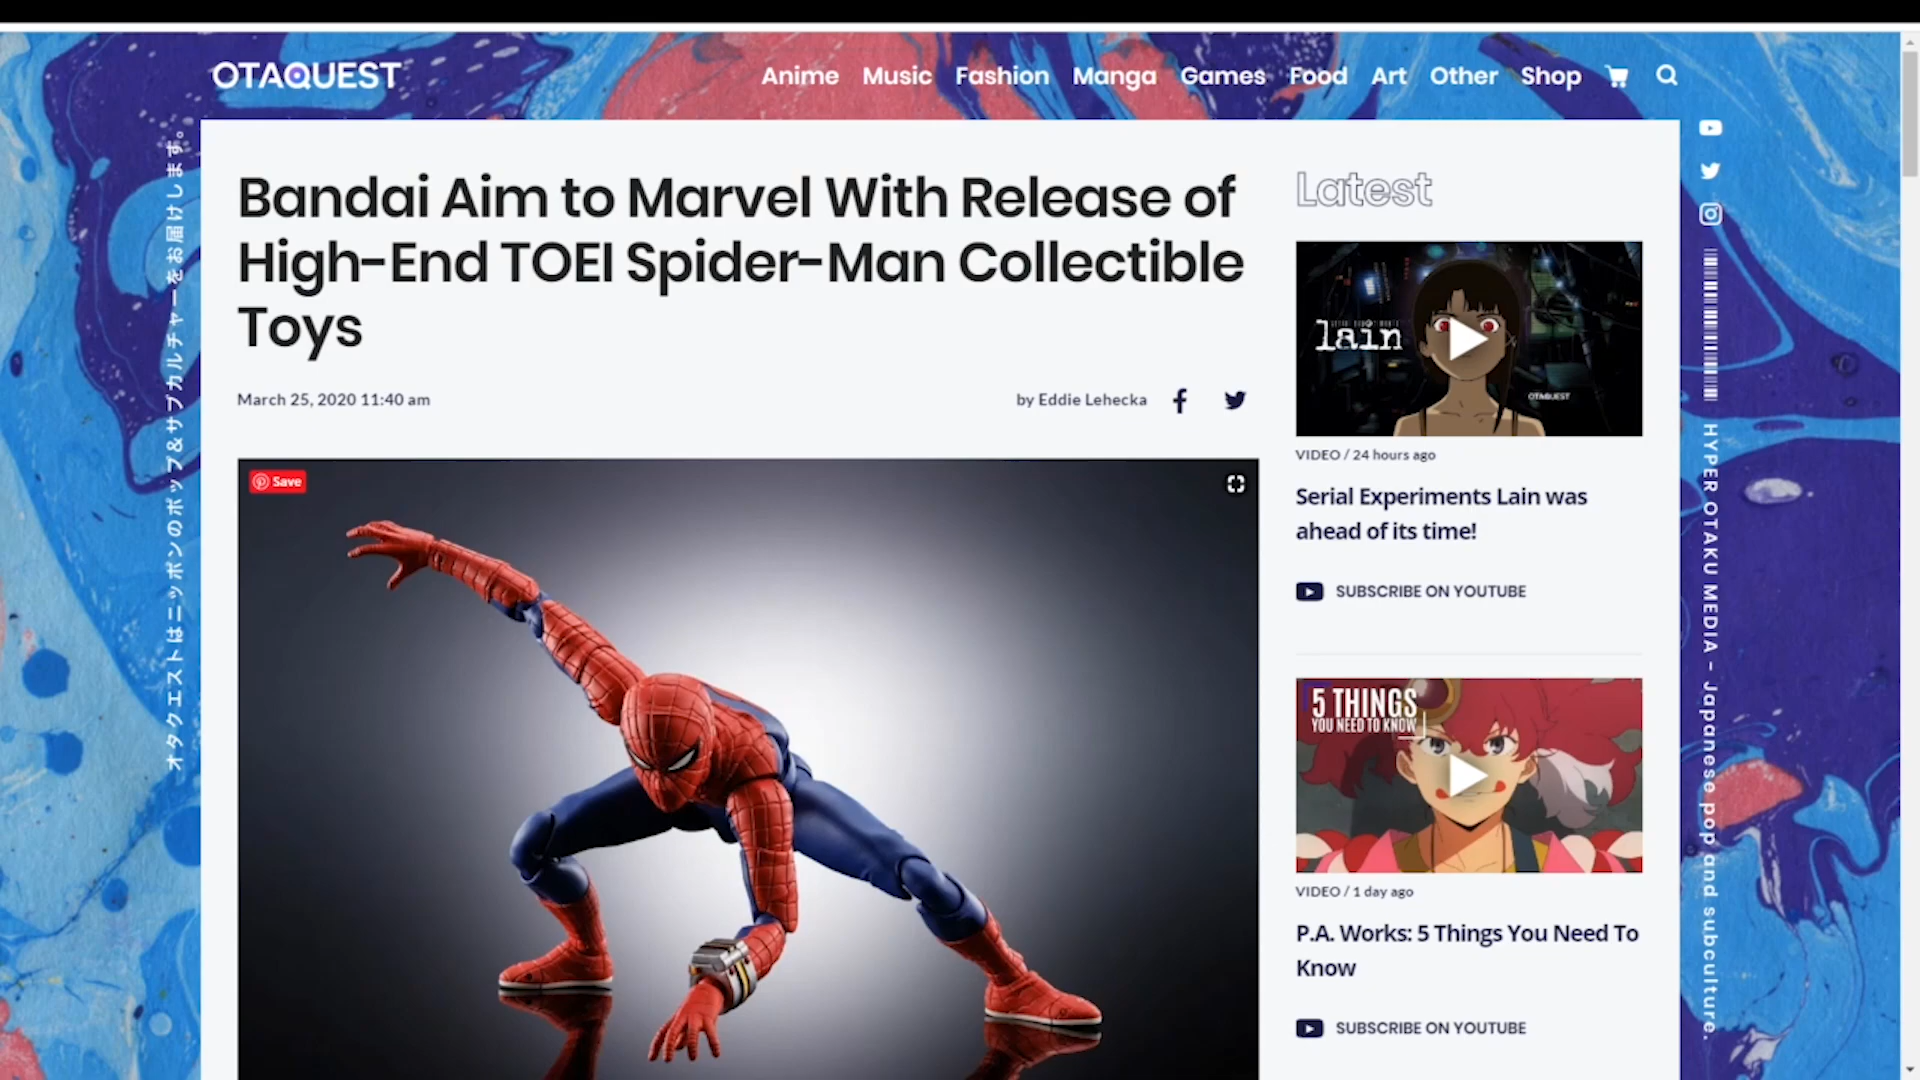 OTAQUEST
Anime Music Fashion Manga Games Food Art Other Shop
オタクエストはニッポンのポップ&サブカルチャーをお届けします。
Bandai Aim to Marvel With Release of
High-End TOEI Spider-Man Collectible
Toys
March 25, 2020 11:40 am
by Eddie Lehecka
Save
Latest
lain
OTAQUEST
VIDEO / 24 hours ago
Serial Experiments Lain was
ahead of its time!
SUBSCRIBE ON YOUTUBE
5 THINGS
YOU NEED TO KNOW
VIDEO / 1 day ago
P.A. Works: 5 Things You Need To
Know
SUBSCRIBE ON YOUTUBE
HYPER OTAKU MEDIA – Japanese pop and subculture.